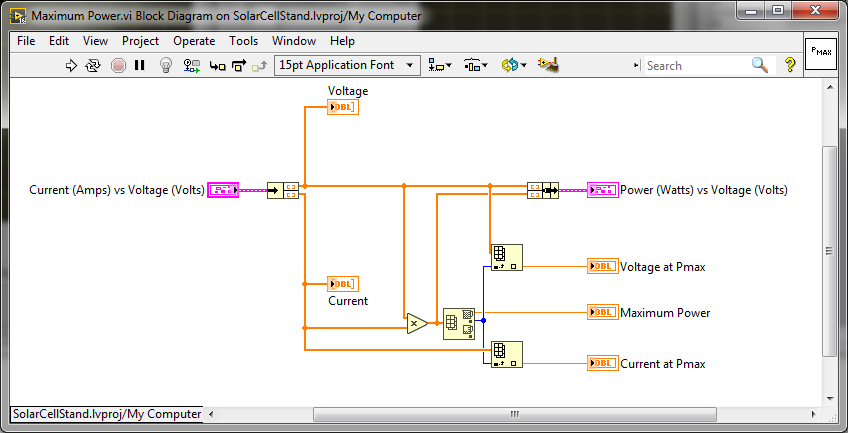 Maximum Power.vi Block Diagram on SolarCellStand.lvproj/My Computer
File Edit View Project Operate Tools Window Help
15pt Application Font
Search
?
PMAX
Voltage
DBL
Current (Amps) vs Voltage (Volts)
Power (Watts) vs Voltage (Volts)
DBL
Voltage at Pmax
DBL
Current
DBL
Maximum Power
DBL
Current at Pmax
SolarCellStand.lvproj/My Computer